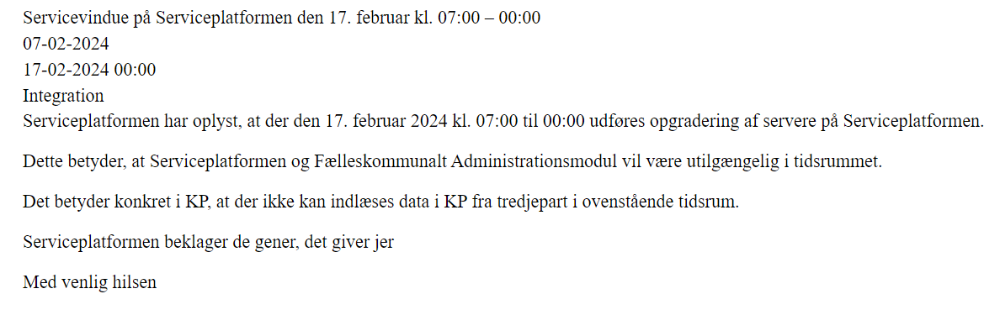 Servicevindue på Serviceplatformen den 17. februar kl. 07:00 – 00:00
07-02-2024
17-02-2024 00:00
Integration
Serviceplatformen har oplyst, at der den 17. februar 2024 kl. 07:00 til 00:00 udføres opgradering af servere på Serviceplatformen.
Dette betyder, at Serviceplatformen og Fælleskommunalt Administrationsmodul vil være utilgængelig i tidsrummet.
Det betyder konkret i KP, at der ikke kan indlæses data i KP fra tredjepart i ovenstående tidsrum.
Serviceplatformen beklager de gener, det giver jer
Med venlig hilsen